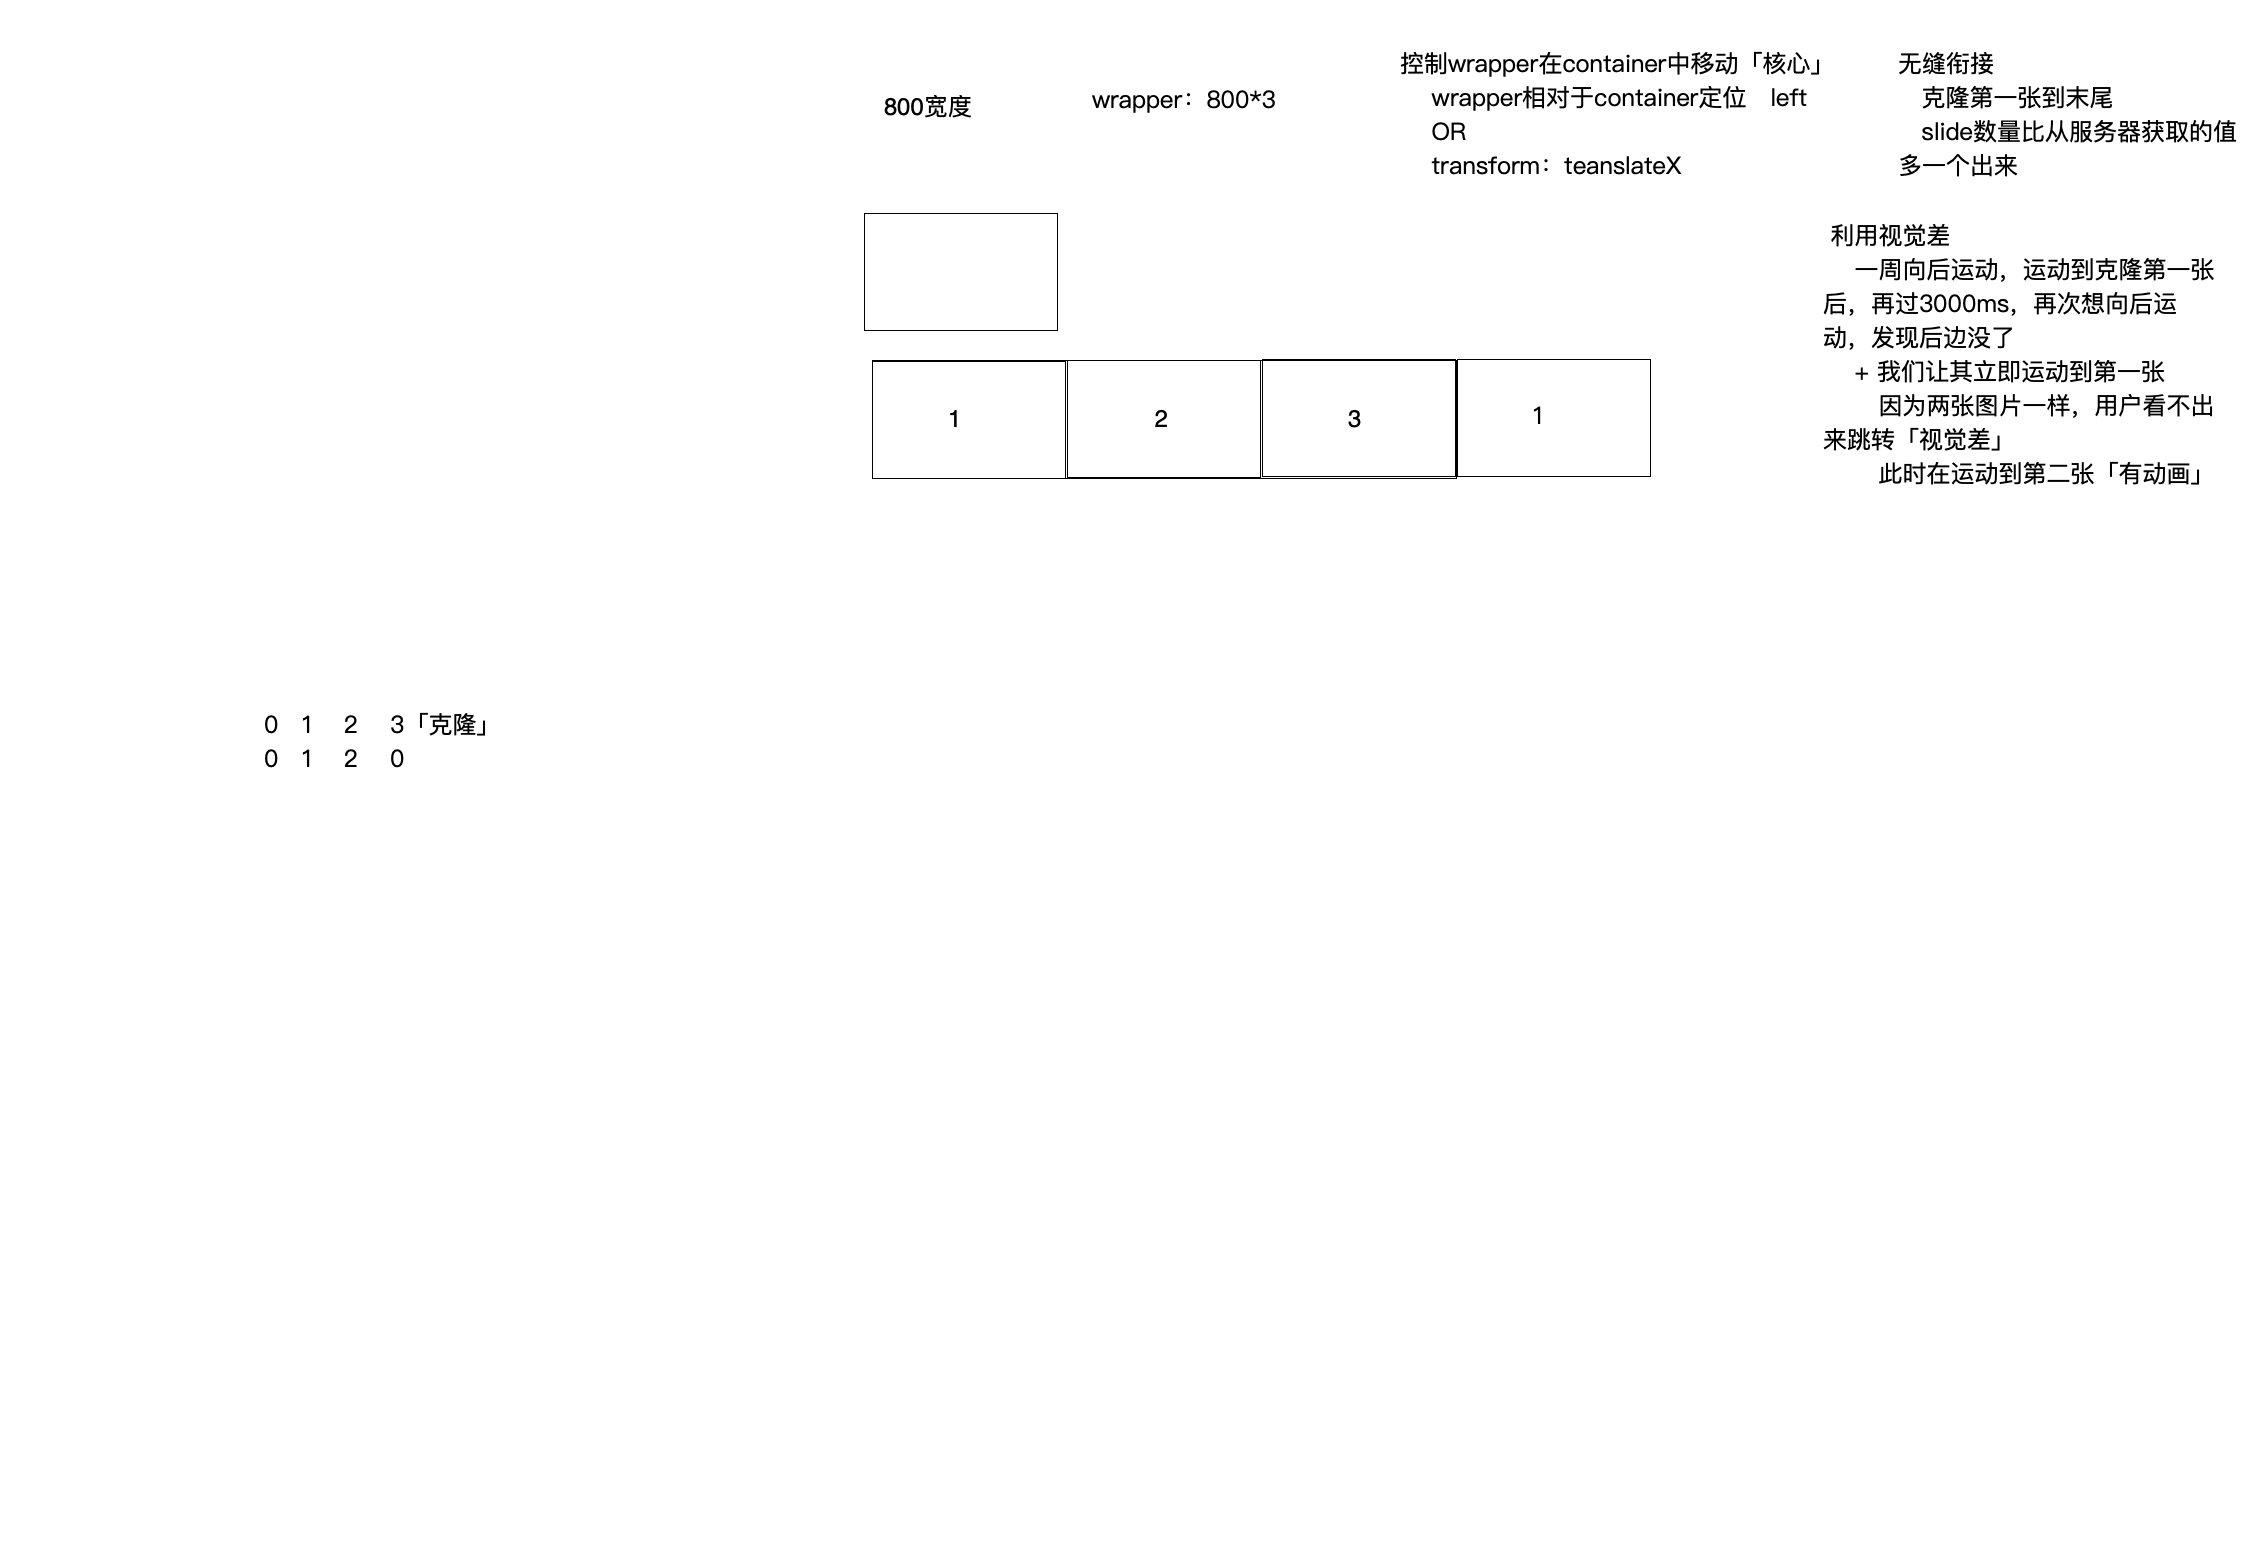 800宽度
wrapper：800*3
控制wrapper在container中移动「核心」
wrapper相对于container定位 left
OR
transform：teanslateX
无缝衔接
克隆第一张到末尾
slide数量比从服务器获取的值
多一个出来
利用视觉差
一周向后运动，运动到克隆第一张
后，再过3000ms，再次想向后运
动，发现后边没了
+ 我们让其立即运动到第一张
因为两张图片一样，用户看不出
来跳转「视觉差」
此时在运动到第二张「有动画」
1 2 3 1
0 1 2 3「克隆」
0 1 2 0